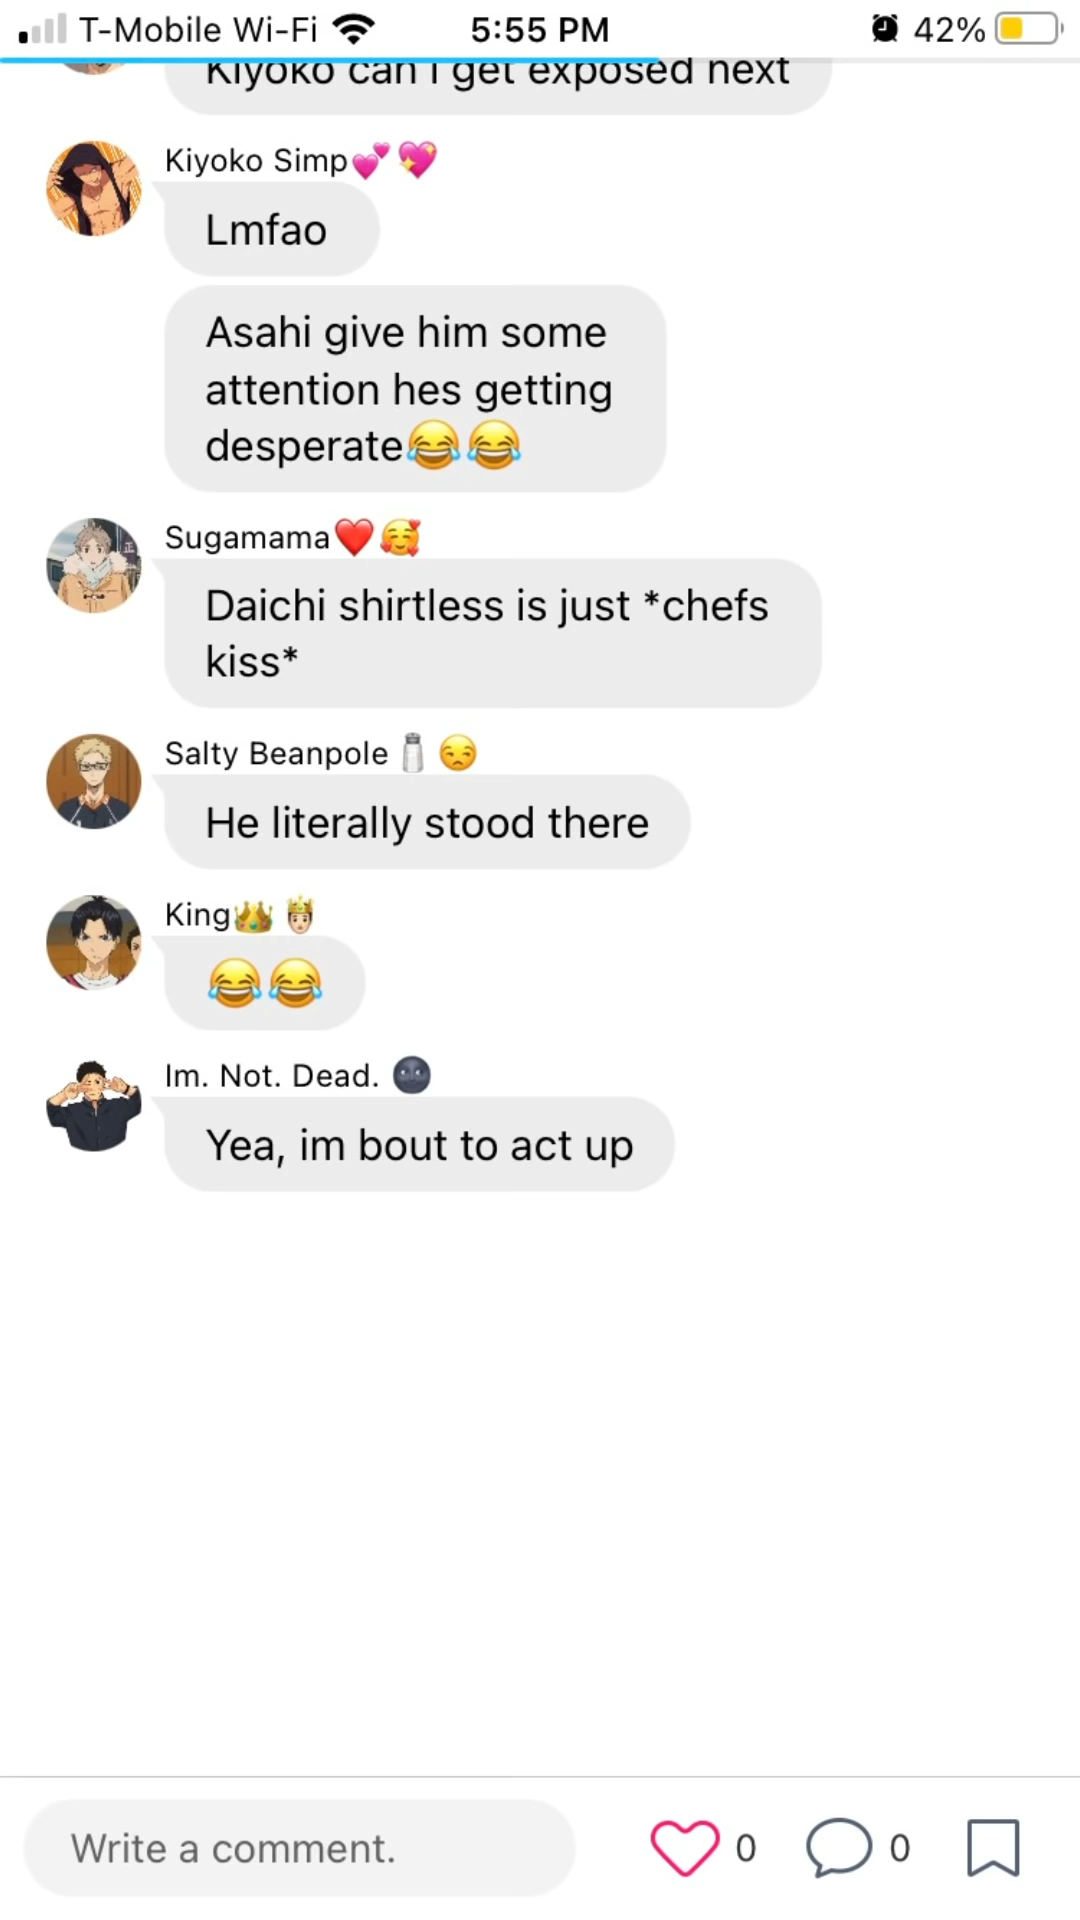 T-Mobile Wi-Fi 5:55 PM 42%
Kiyoko can I get exposed next
Kiyoko Simp💕💖
Lmfao
Asahi give him some
attention hes getting
desperate😂😂
Sugamama❤️🥰
Daichi shirtless is just *chefs
kiss*
Salty Beanpole🧂😒
He literally stood there
King👑🤴🏻
😂😂
Im. Not. Dead. 🌚
Yea, im bout to act up
Write a comment. 0 0